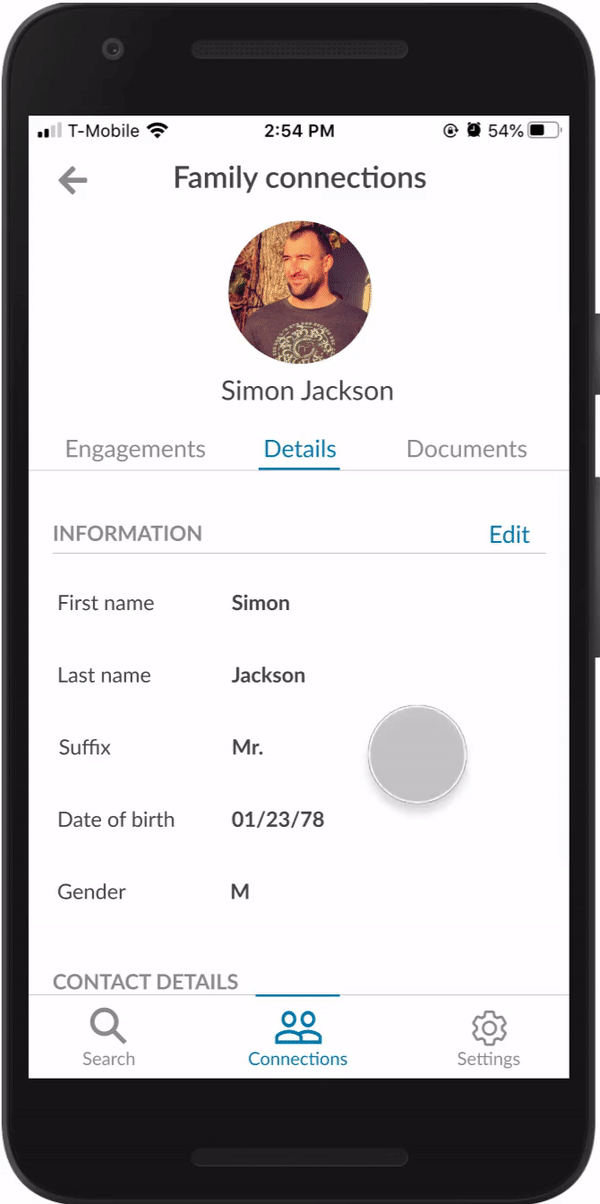 T-Mobile 2:54 PM 54%
Family connections
Simon Jackson
Engagements Details Documents
INFORMATION Edit
First name Simon
Last name Jackson
Suffix Mr.
Date of birth 01/23/78
Gender M
CONTACT DETAILS
Search Connections Settings